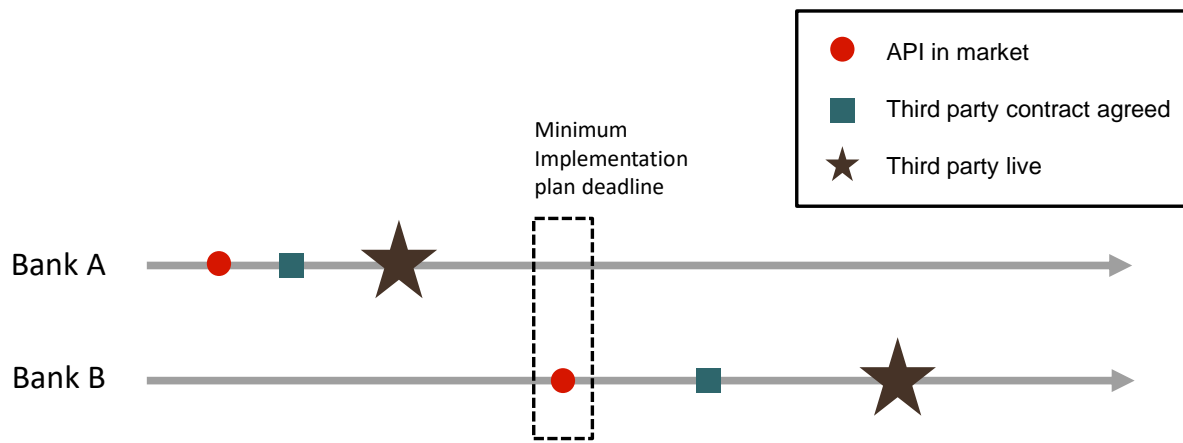 API in market
Third party contract agreed
Third party live
Minimum
Implementation
plan deadline
Bank A
Bank B